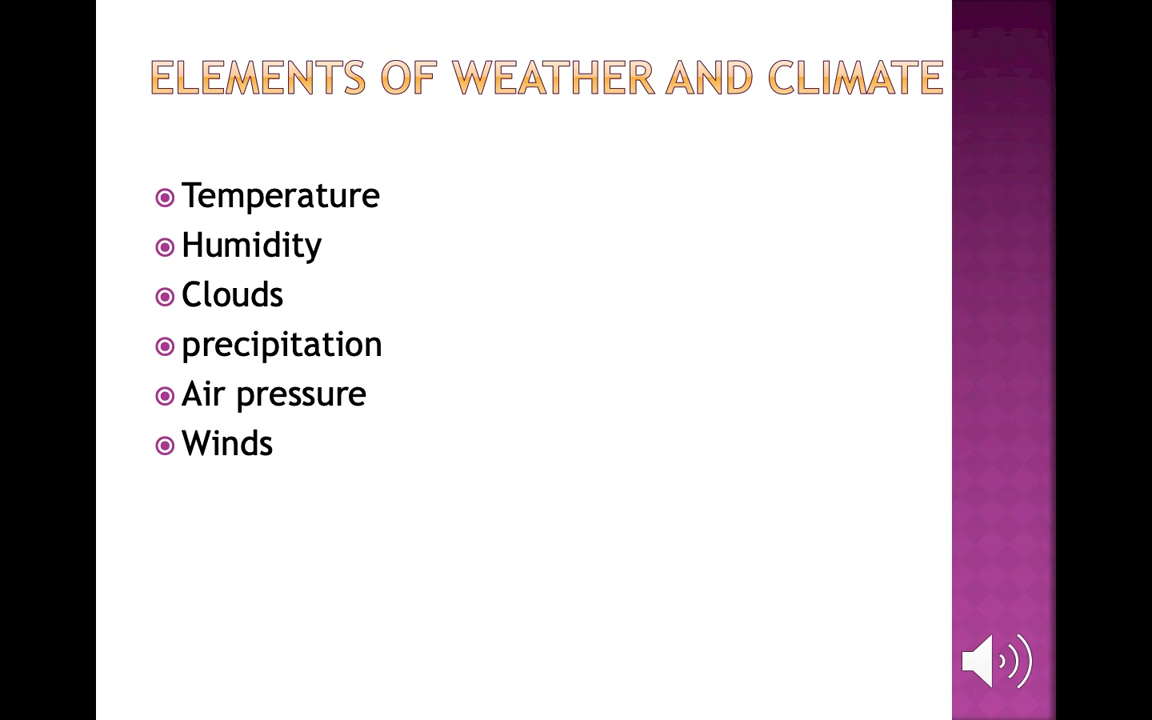 ELEMENTS OF WEATHER AND CLIMATE
Temperature
Humidity
Clouds
precipitation
Air pressure
Winds